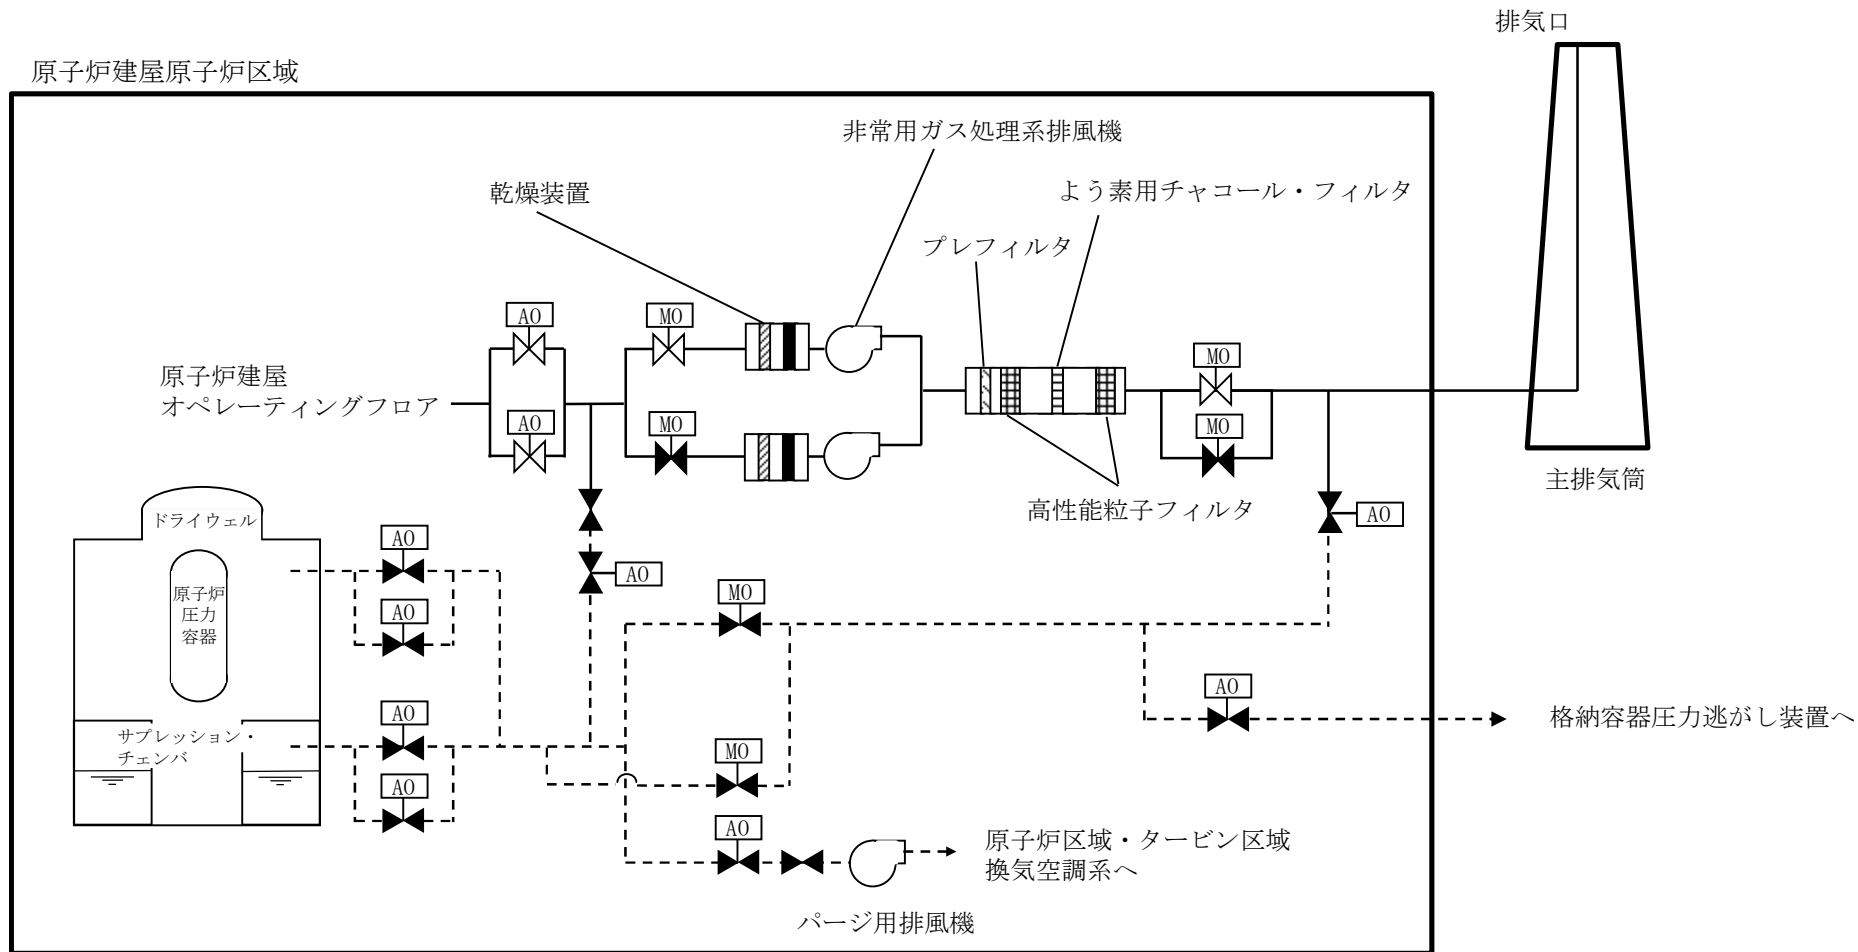 排気口
原子炉建屋原子炉区域
非常用ガス処理系排風機
乾燥装置
よう素用チャコール・フィルタ
プレフィルタ
AO
MO
MO
原子炉建屋
オペレーティングフロア
AO
MO
MO
主排気筒
高性能粒子フィルタ
AO
ドライウェル
AO
AO
原子炉
圧力
容器
MO
AO
AO
格納容器圧力逃がし装置へ
AO
サプレッション・
チェンバ
MO
AO
AO
原子炉区域・タービン区域
換気空調系へ
パージ用排風機